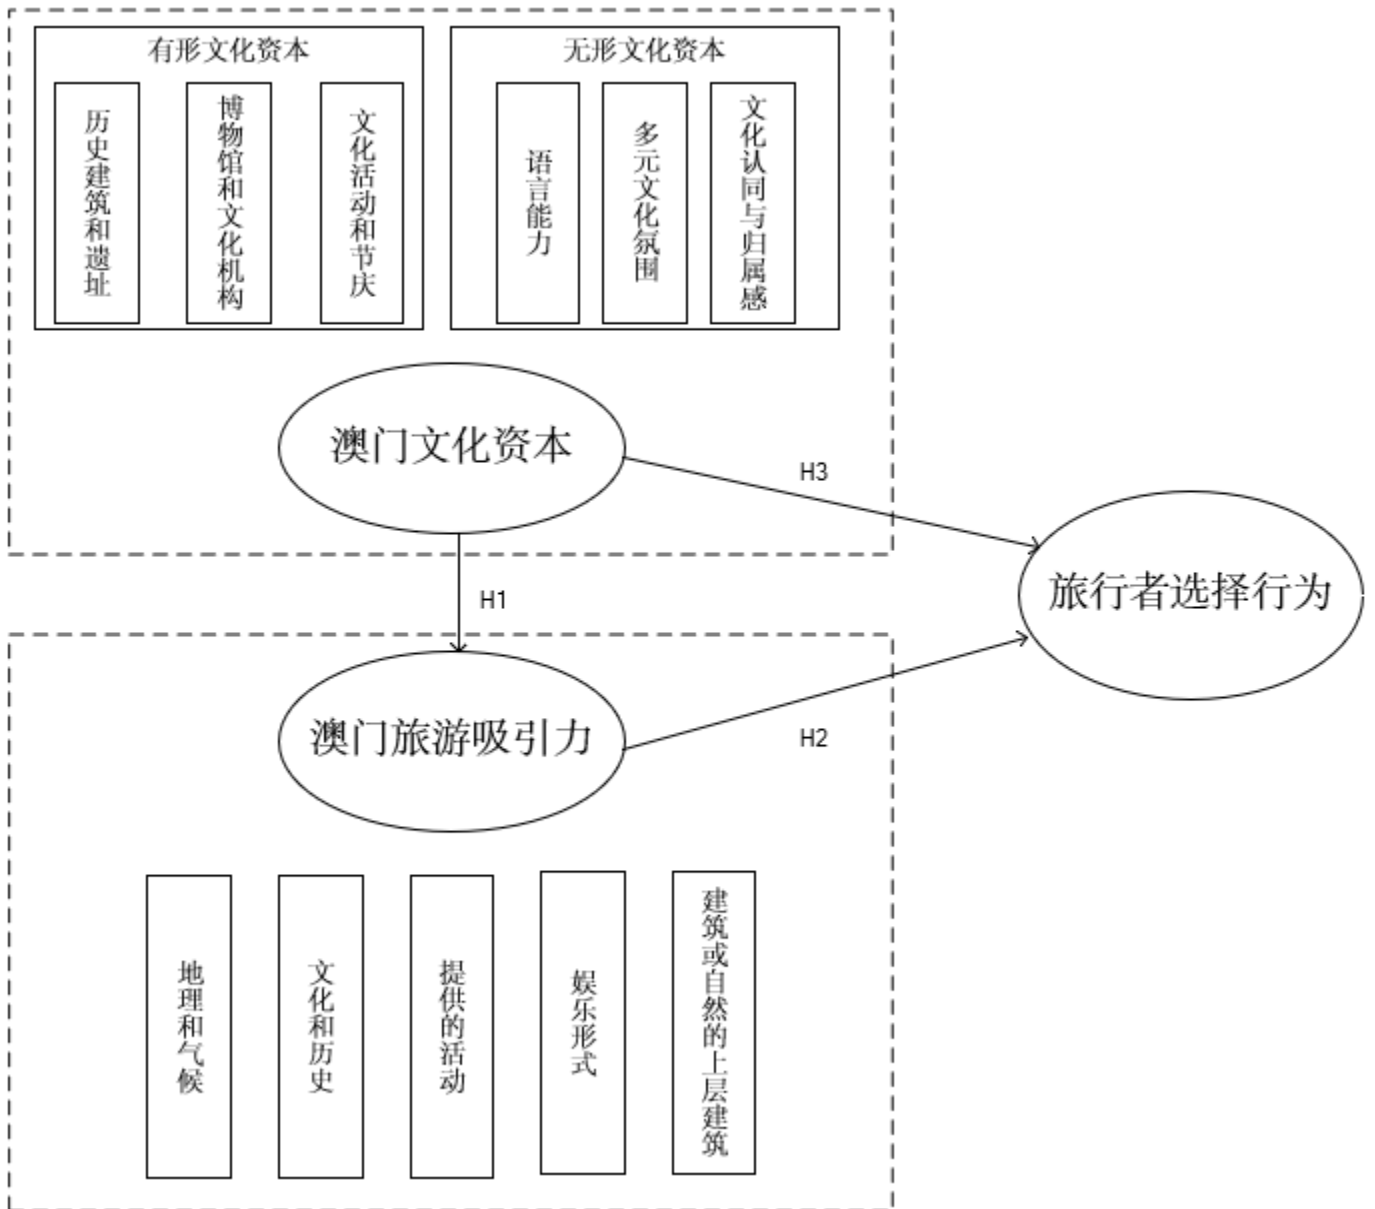 有形文化资本
历史建筑和遗址
博物馆和文化机构
文化活动和节庆
无形文化资本
语言能力
多元文化氛围
文化认同与归属感
澳门文化资本
H3
旅行者选择行为
H1
澳门旅游吸引力
H2
地理和气候
文化和历史
提供的活动
娱乐形式
建筑或自然的上层建筑